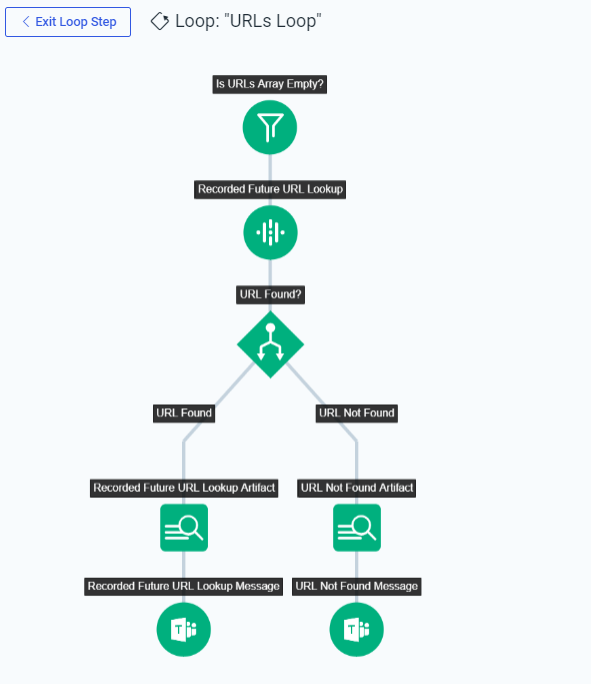 Exit Loop Step
Loop: "URLs Loop"
Is URLs Array Empty?
Recorded Future URL Lookup
URL Found?
URL Found
URL Not Found
Recorded Future URL Lookup Artifact
URL Not Found Artifact
Recorded Future URL Lookup Message
URL Not Found Message
T
T